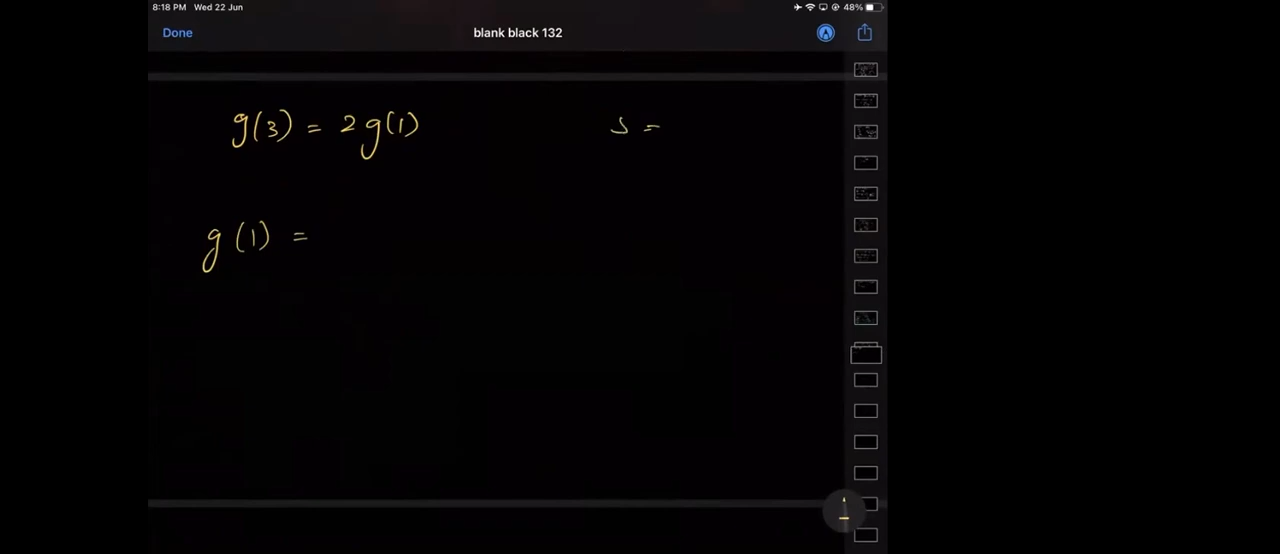 8:18 PM Wed 22 Jun 48%
Done blank black 132
g(3) = 2g(1) s =
g(1) =